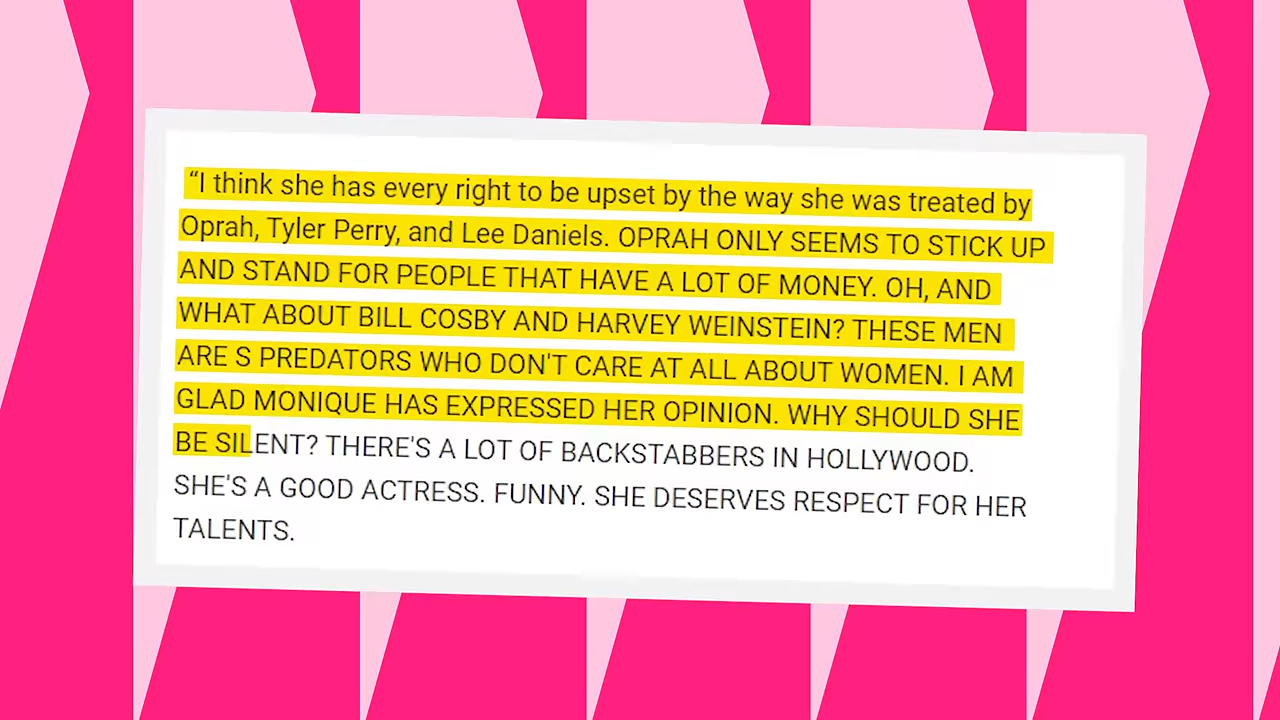 “I think she has every right to be upset by the way she was treated by
Oprah, Tyler Perry, and Lee Daniels. OPRAH ONLY SEEMS TO STICK UP
AND STAND FOR PEOPLE THAT HAVE A LOT OF MONEY. OH, AND
WHAT ABOUT BILL COSBY AND HARVEY WEINSTEIN? THESE MEN
ARE S PREDATORS WHO DON'T CARE AT ALL ABOUT WOMEN. I AM
GLAD MONIQUE HAS EXPRESSED HER OPINION. WHY SHOULD SHE
BE SILENT? THERE'S A LOT OF BACKSTABBERS IN HOLLYWOOD.
SHE'S A GOOD ACTRESS. FUNNY. SHE DESERVES RESPECT FOR HER
TALENTS.